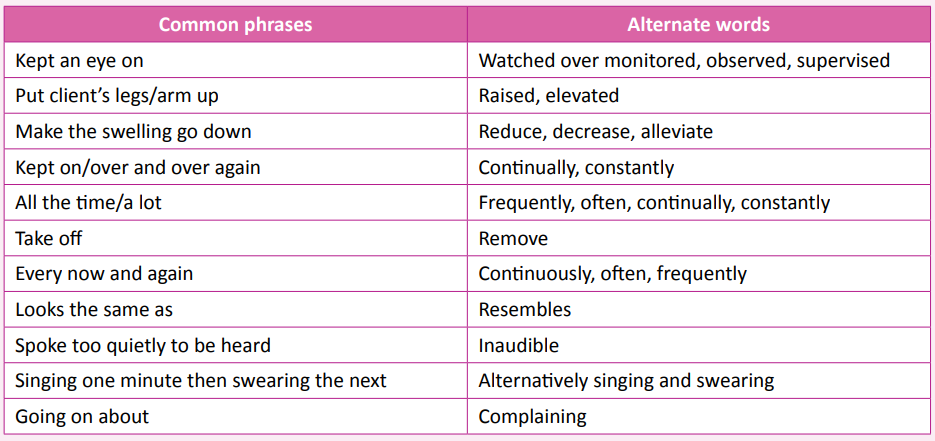 Common phrases Alternate words
Kept an eye on Watched over monitored, observed, supervised
Put client’s legs/arm up Raised, elevated
Make the swelling go down Reduce, decrease, alleviate
Kept on/over and over again Continually, constantly
All the time/a lot Frequently, often, continually, constantly
Take off Remove
Every now and again Continuously, often, frequently
Looks the same as Resembles
Spoke too quietly to be heard Inaudible
Singing one minute then swearing the next Alternatively singing and swearing
Going on about Complaining